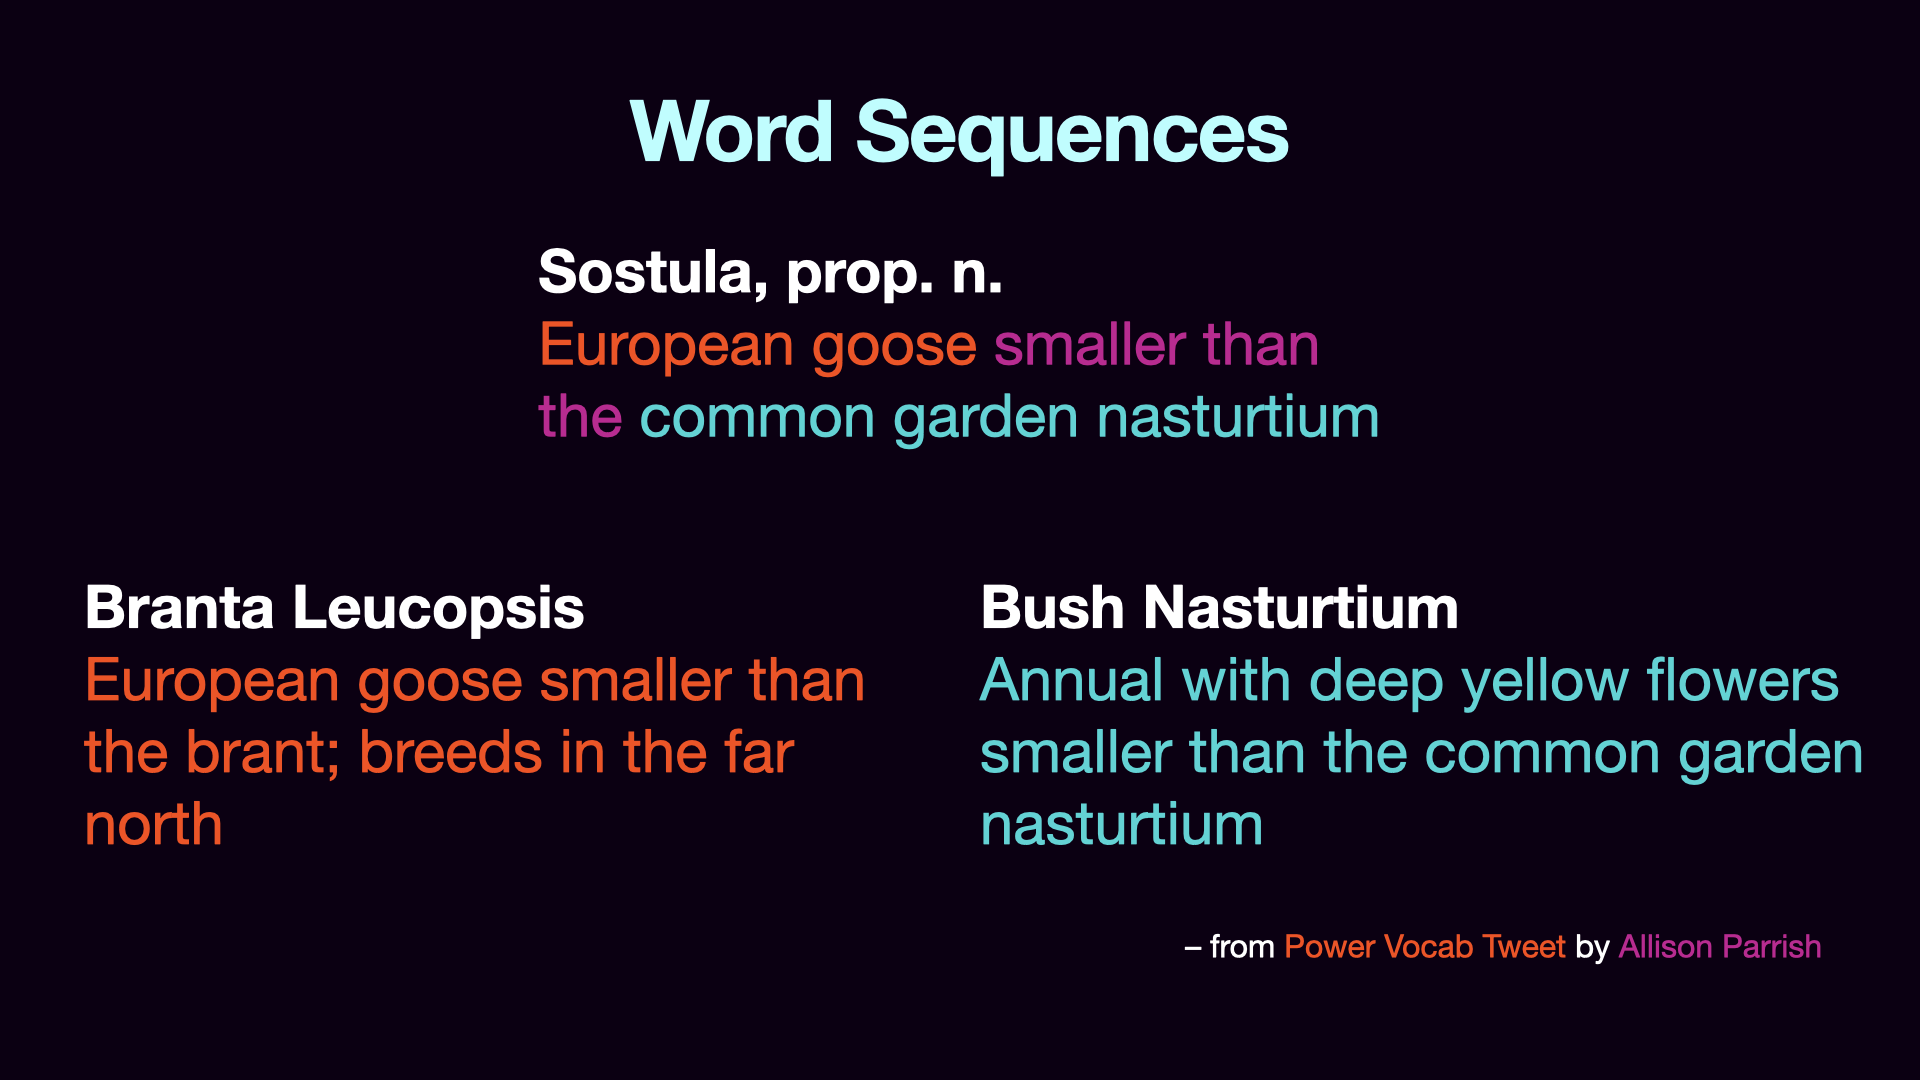 Word Sequences
Sostula, prop. n.
European goose smaller than
the common garden nasturtium
Branta Leucopsis
European goose smaller than
the brant; breeds in the far
north
Bush Nasturtium
Annual with deep yellow flowers
smaller than the common garden
nasturtium
– from Power Vocab Tweet by Allison Parrish